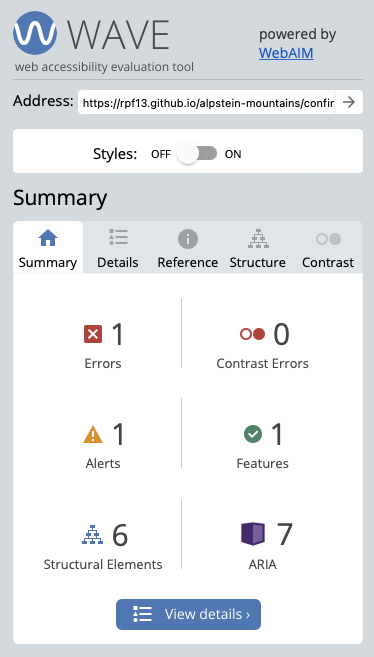 WAVE
web accessibility evaluation tool
powered by
WebAIM
Address: https://rpf13.github.io/alpstein-mountains/confir
Styles: OFF ON
Summary
Summary Details Reference Structure Contrast
1
Errors
0
Contrast Errors
1
Alerts
1
Features
6
Structural Elements
7
ARIA
View details ›